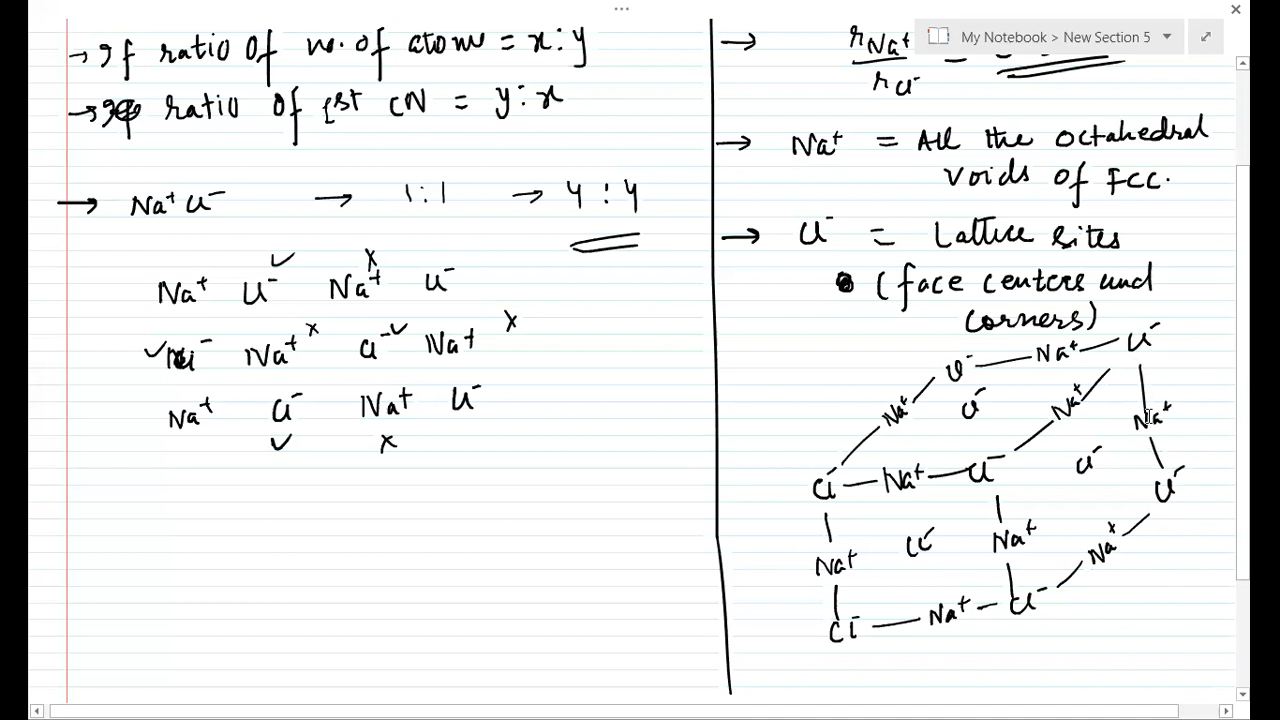 → If ratio of no. of atoms = x:y
→ ratio of 1st CN = y:x
→ Na+ Cl- → 1:1 → 4:4
Na+ Cl- Na+ Cl-
Cl- Na+ Cl- Na+
Na+ Cl- Na+ Cl-
My Notebook > New Section 5
rNa+ / rCl- =
→ Na+ = All the octahedral
voids of FCC.
→ Cl- = Lattice sites
(face centers and
corners)
Cl- Na+ Cl-
Na+ Cl- Na+ Na+
Cl- Na+ Cl- Cl- Cl-
Na+ Cl- Na+ Na+
Cl- Na+ Cl-